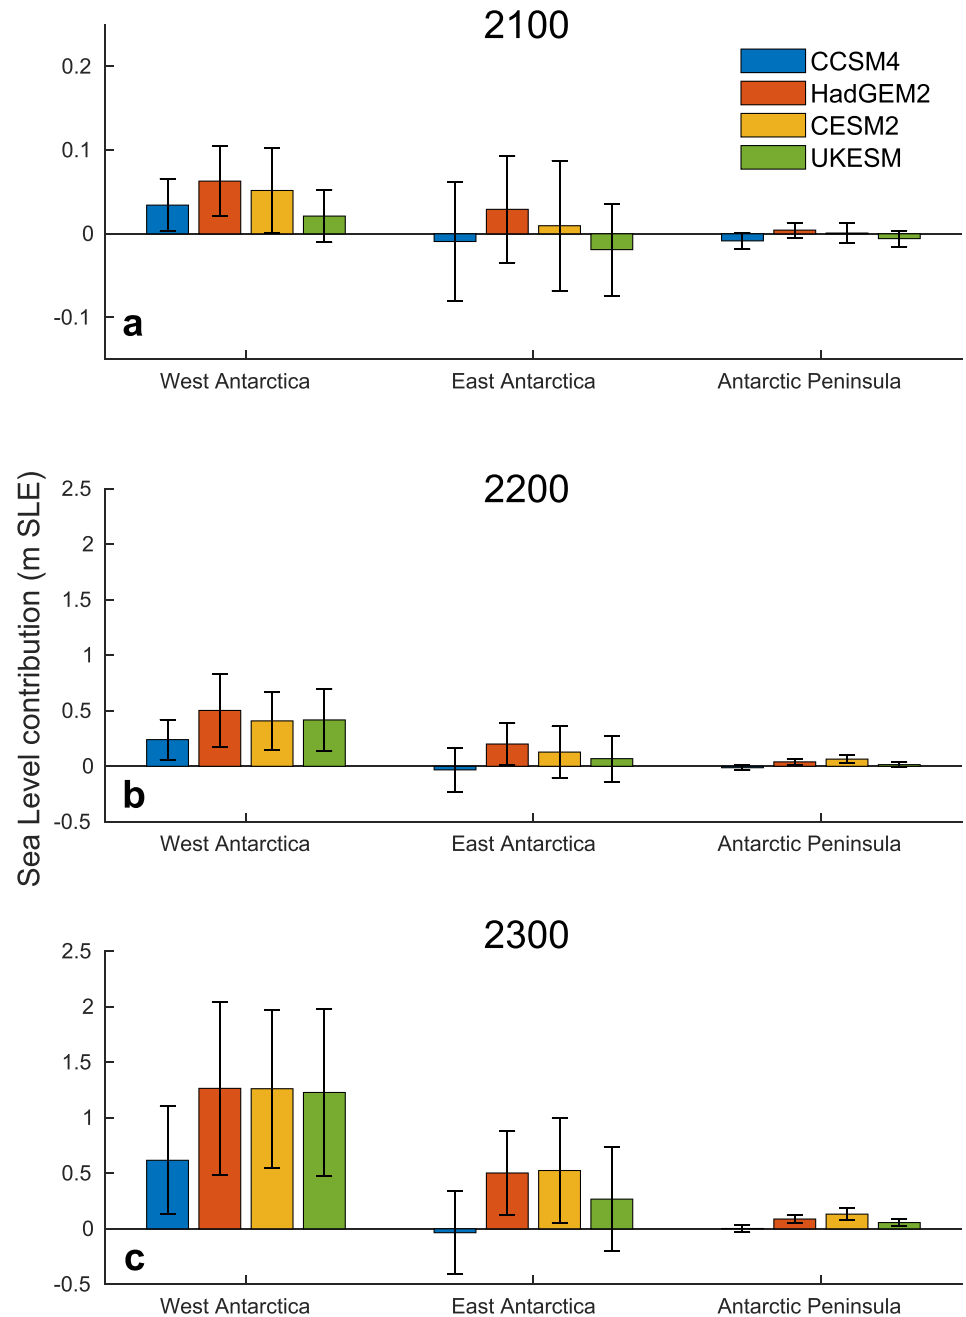 2100
CCSM4
HadGEM2
CESM2
UKESM
0.2
0.1
0
-0.1
a
West Antarctica East Antarctica Antarctic Peninsula
Sea Level contribution (m SLE)
2200
2.5
2
1.5
1
0.5
0
-0.5
b
West Antarctica East Antarctica Antarctic Peninsula
2300
2.5
2
1.5
1
0.5
0
-0.5
c
West Antarctica East Antarctica Antarctic Peninsula